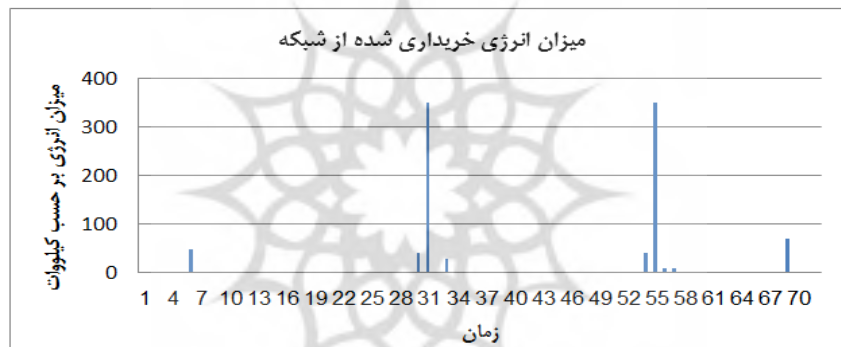 میزان انرژی خریداری شده از شبکه
میزان انرژی بر حسب کیلووات
400
300
200
100
0
1 4 7 10 13 16 19 22 25 28 31 34 37 40 43 46 49 52 55 58 61 64 67 70
زمان